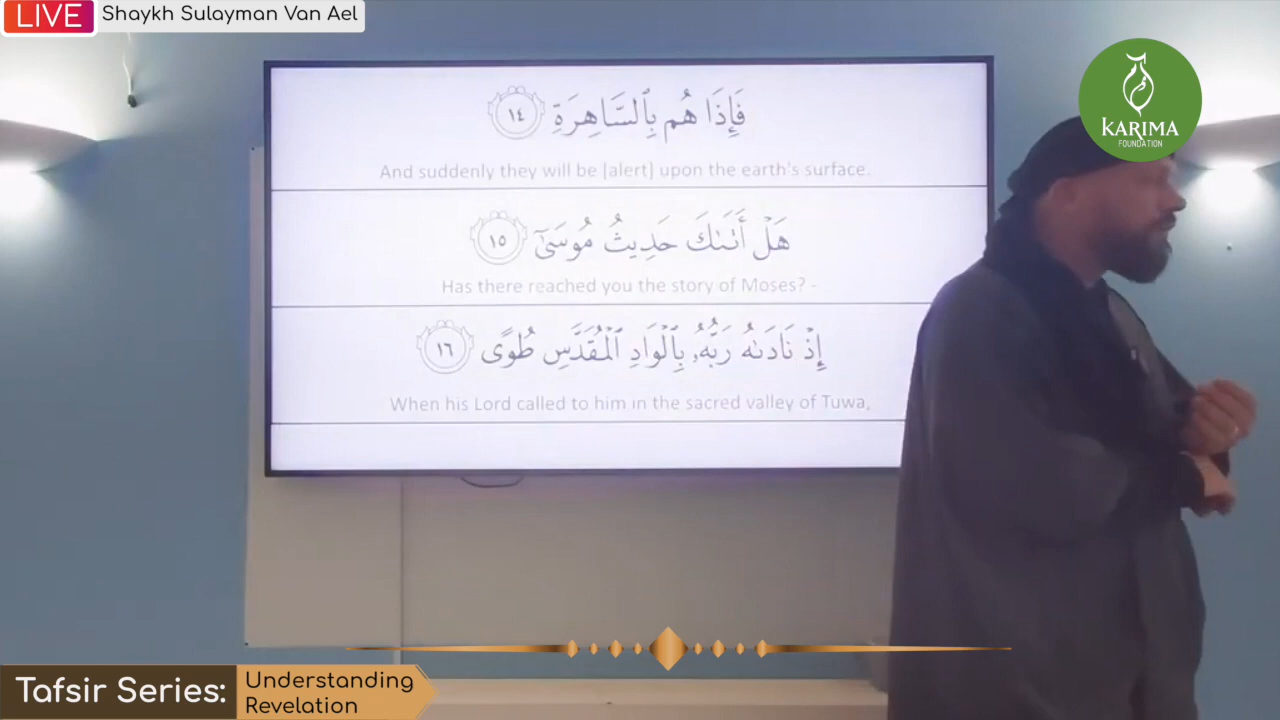 LIVE
Shaykh Sulayman Van Ael
KARIMA
FOUNDATION
فَإِذَا هُم بِٱلسَّاهِرَةِ ١٤
And suddenly they will be [alert] upon the earth's surface.
هَلْ أَتَىٰكَ حَدِيثُ مُوسَىٰٓ ١٥
Has there reached you the story of Moses? -
إِذْ نَادَىٰهُ رَبُّهُۥ بِٱلْوَادِ ٱلْمُقَدَّسِ طُوًى ١٦
When his Lord called to him in the sacred valley of Tuwa,
Tafsir Series:
Understanding
Revelation